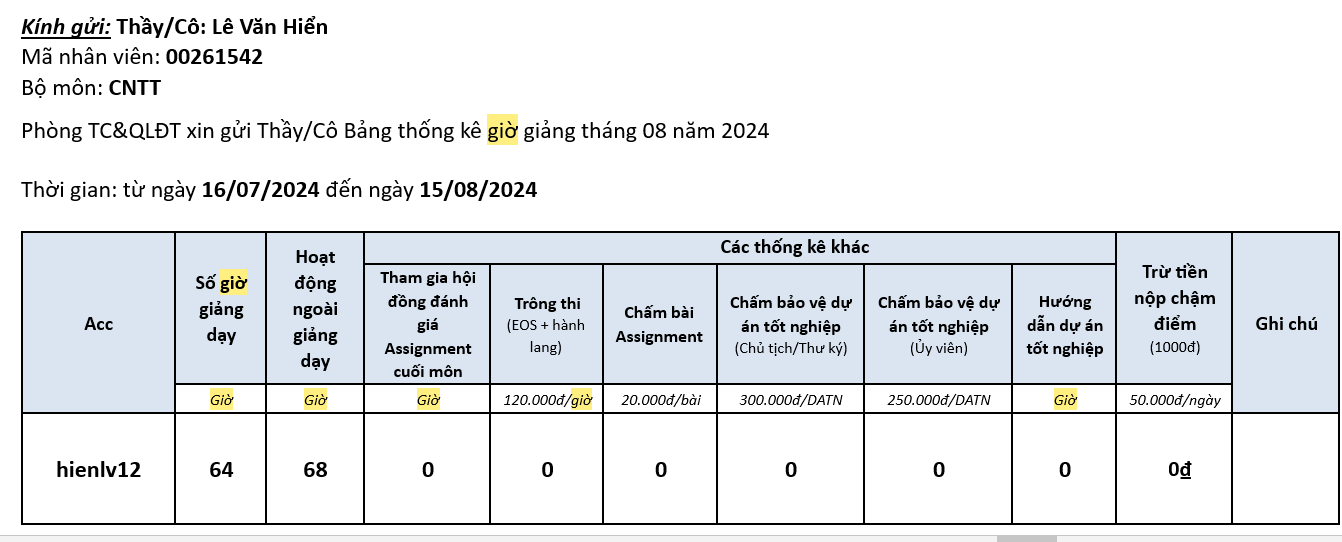 Kính gửi: Thầy/Cô: Lê Văn Hiển
Mã nhân viên: 00261542
Bộ môn: CNTT
Phòng TC&QLĐT xin gửi Thầy/Cô Bảng thống kê giờ giảng tháng 08 năm 2024
Thời gian: từ ngày 16/07/2024 đến ngày 15/08/2024
Acc
Số giờ
giảng
dạy
Hoạt
động
ngoài
giảng
dạy
Các thống kê khác
Tham gia hội
đồng đánh
giá
Assignment
cuối môn
Trông thi
(EOS + hành
lang)
Chấm bài
Assignment
Chấm bảo vệ dự
án tốt nghiệp
(Chủ tịch/Thư ký)
Chấm bảo vệ dự
án tốt nghiệp
(Ủy viên)
Hướng
dẫn dự án
tốt nghiệp
Trừ tiền
nộp chậm
điểm
(1000đ)
Ghi chú
Giờ
Giờ
Giờ
120.000đ/giờ
20.000đ/bài
300.000đ/DATN
250.000đ/DATN
Giờ
50.000đ/ngày
hienlv12
64
68
0
0
0
0
0
0
0₫